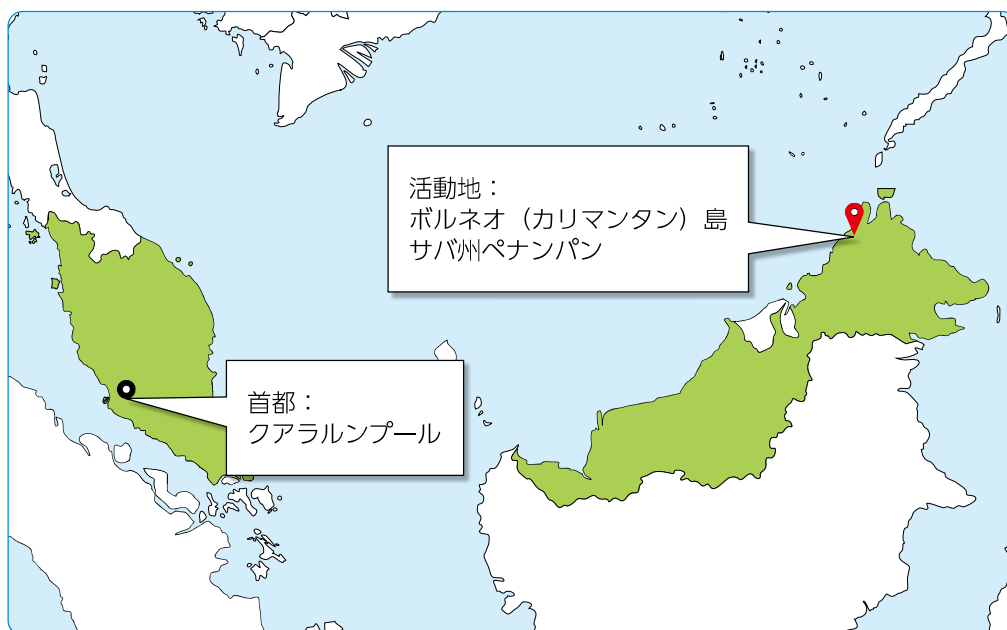 活動地：
ボルネオ（カリマンタン）島
サバ州ペナンパン
首都：
クアラルンプール